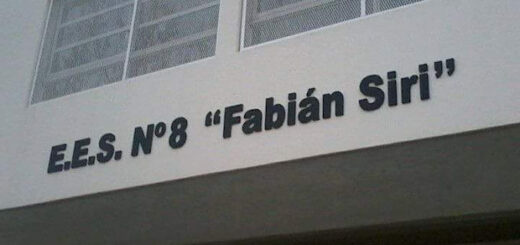 E.E.S. Nº8 “Fabián Siri”